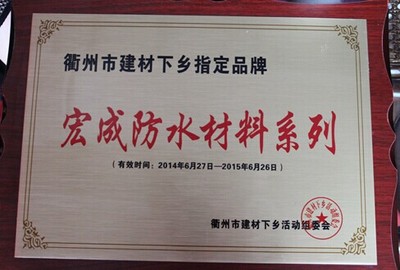 衢州市建材下乡指定品牌
宏成防水材料系列
（有效时间：2014年6月27日—2015年6月26日）
衢州市建材下乡活动组委会